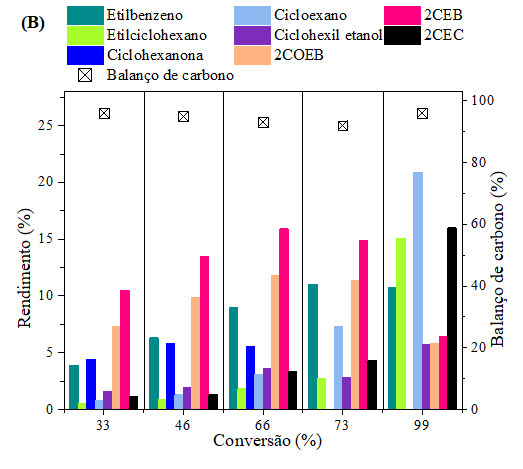 (B)
Etilbenzeno
Cicloexano
2CEB
Etilciclohexano
Ciclohexil etanol
2CEC
Ciclohexanona
2COEB
Balanço de carbono
Rendimento (%)
25
20
15
10
5
0
100
80
60
40
20
0
Balanço de carbono (%)
33 46 66 73 99
Conversão (%)